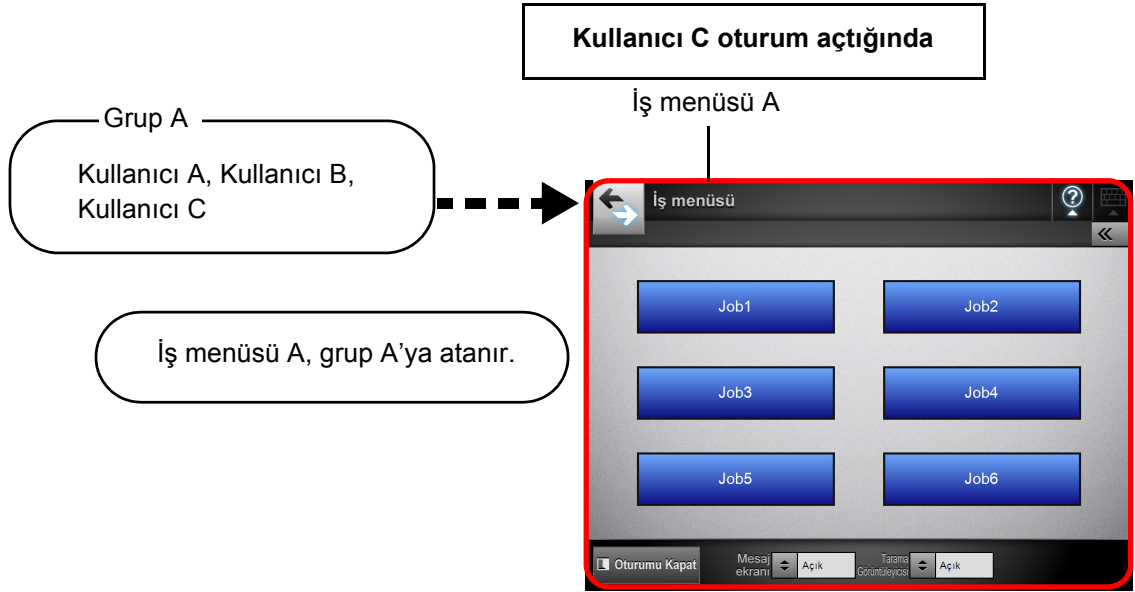 Kullanıcı C oturum açtığında
İş menüsü A
Grup A
Kullanıcı A, Kullanıcı B,
Kullanıcı C
İş menüsü A, grup A’ya atanır.
İş menüsü
?
Job1
Job2
Job3
Job4
Job5
Job6
Oturumu Kapat
Mesaj
ekranı
Açık
Tarama
Görüntüleyicisi
Açık